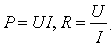 P = UI, R = U/I.